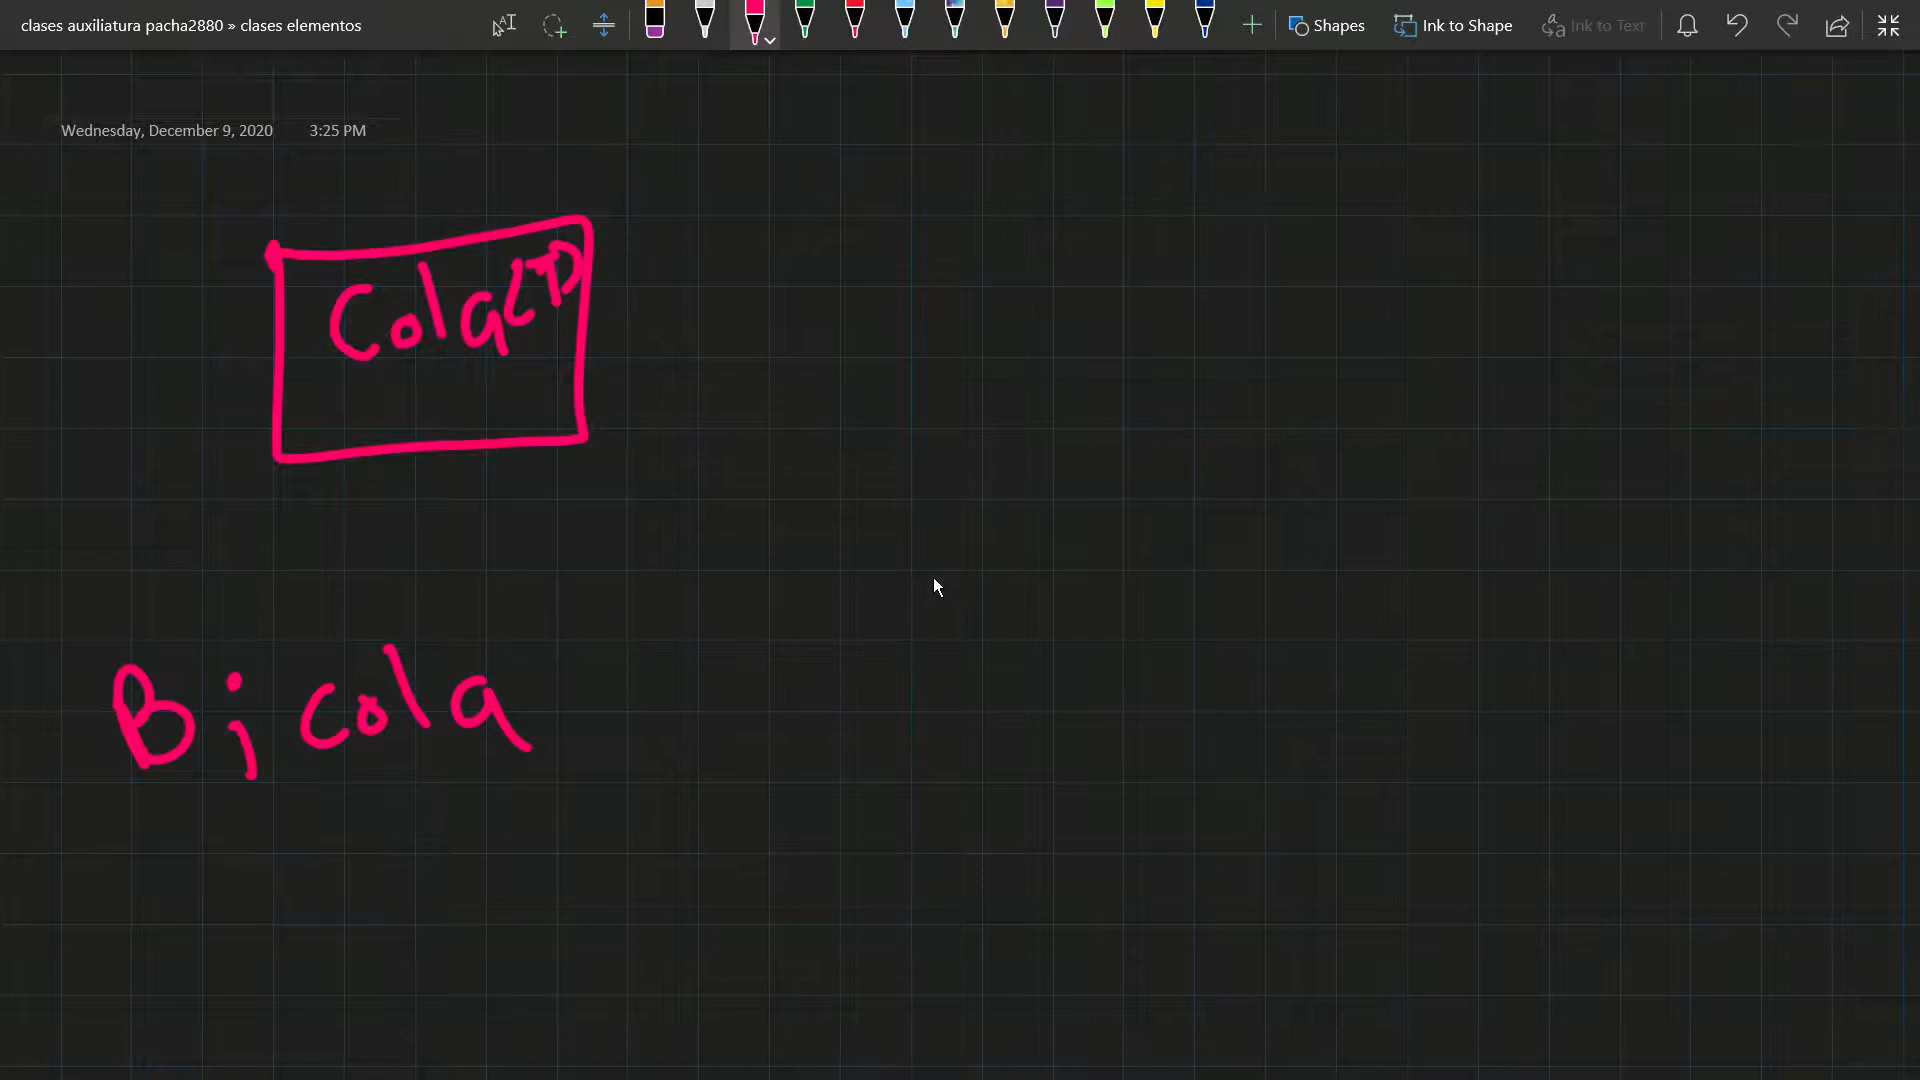 clases auxiliatura pacha2880 » clases elementos
Shapes
Ink to Shape
Ink to Text
Wednesday, December 9, 2020 3:25 PM
Cola<T>
Bicola